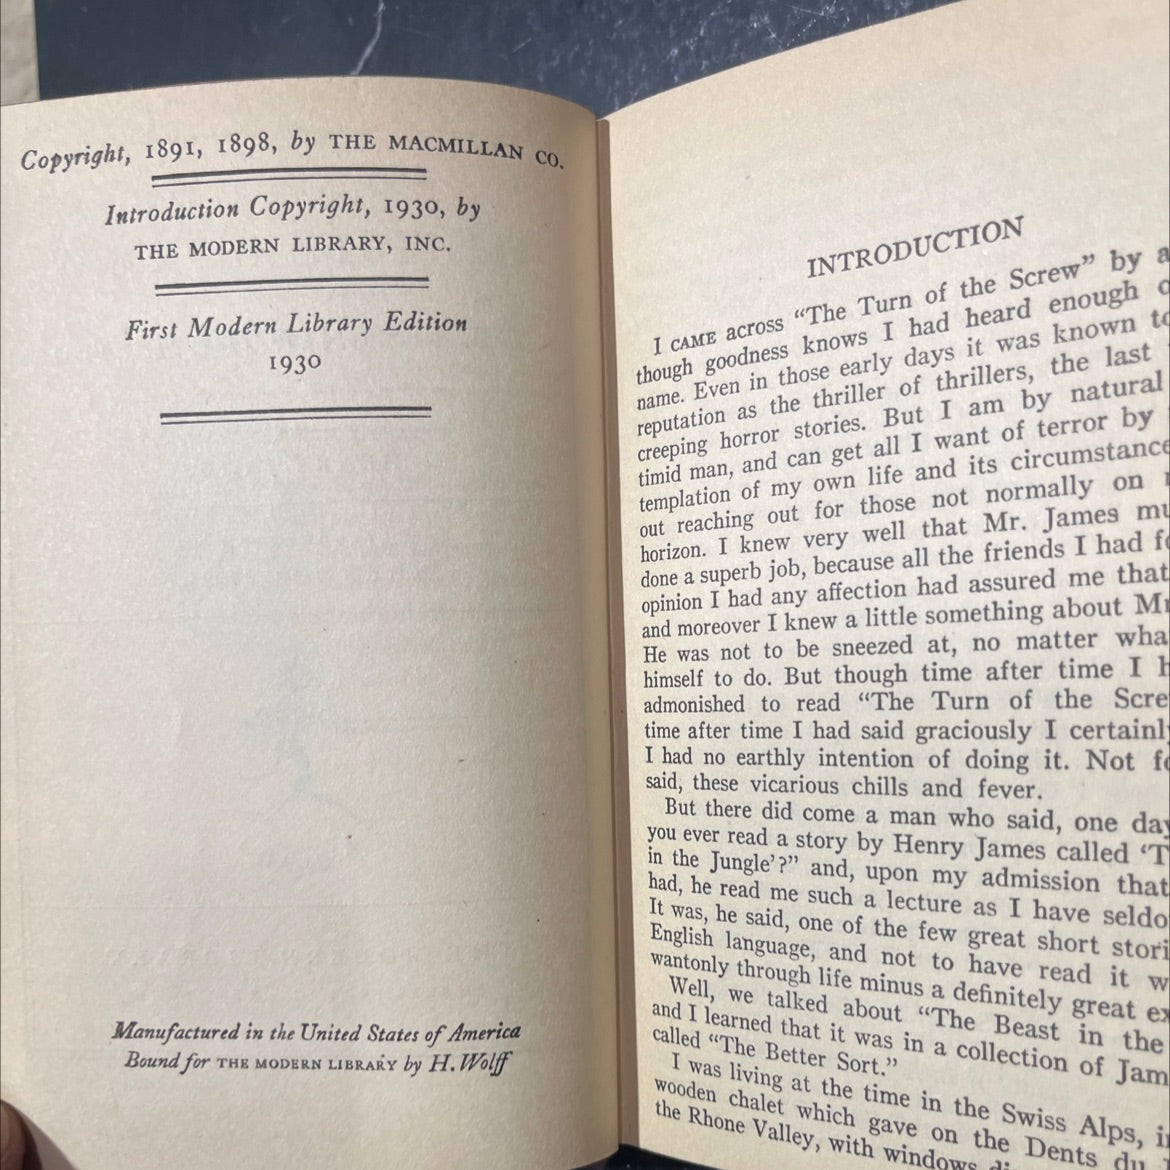 Copyright, 1891, 1898, by THE MACMILLAN CO.
Introduction Copyright, 1930, by
THE MODERN LIBRARY, INC.
First Modern Library Edition
1930
Manufactured in the United States of America
Bound for THE MODERN LIBRARY by H. Wolff
INTRODUCTION
I CAME across “The Turn of the Screw” by a
though goodness knows I had heard enough o
name. Even in those early days it was known to
reputation as the thriller of thrillers, the last
creeping horror stories. But I am by natural
timid man, and can get all I want of terror by
templation of my own life and its circumstance
out reaching out for those not normally on
horizon. I knew very well that Mr. James mu
done a superb job, because all the friends I had fo
opinion I had any affection had assured me that
and moreover I knew a little something about Mr
He was not to be sneezed at, no matter wha
himself to do. But though time after time I h
admonished to read “The Turn of the Scre
time after time I had said graciously I certainly
I had no earthly intention of doing it. Not fo
said, these vicarious chills and fever.
But there did come a man who said, one day
you ever read a story by Henry James called ‘T
in the Jungle’?” and, upon my admission that
had, he read me such a lecture as I have seldo
It was, he said, one of the few great short stori
English language, and not to have read it w
wantonly through life minus a definitely great ex
Well, we talked about “The Beast in the
and I learned that it was in a collection of Jam
called “The Better Sort.”
I was living at the time in the Swiss Alps, i
wooden chalet which gave on the Dents du
the Rhone Valley, with windows di